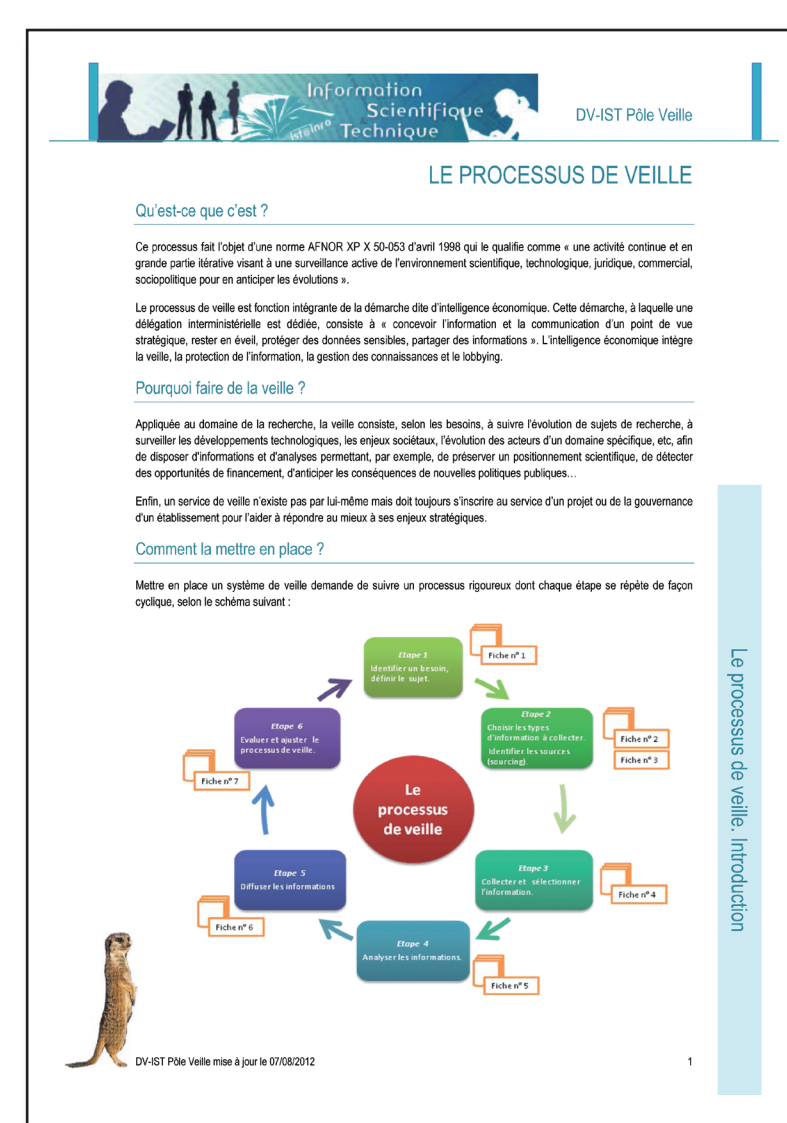 Information
Scientifique
Technique
isteinra
DV-IST Pôle Veille
LE PROCESSUS DE VEILLE
Qu'est-ce que c'est ?
Ce processus fait l'objet d'une norme AFNOR XP X 50-053 d'avril 1998 qui le qualifie comme « une activité continue et en
grande partie itérative visant à une surveillance active de l'environnement scientifique, technologique, juridique, commercial,
sociopolitique pour en anticiper les évolutions ».
Le processus de veille est fonction intégrante de la démarche dite d'intelligence économique. Cette démarche, à laquelle une
délégation interministérielle est dédiée, consiste à « concevoir l'information et la communication d'un point de vue
stratégique, rester en éveil, protéger des données sensibles, partager des informations ». L'intelligence économique intègre
la veille, la protection de l'information, la gestion des connaissances et le lobbying.
Pourquoi faire de la veille ?
Appliquée au domaine de la recherche, la veille consiste, selon les besoins, à suivre l'évolution de sujets de recherche, à
surveiller les développements technologiques, les enjeux sociétaux, l'évolution des acteurs d'un domaine spécifique, etc, afin
de disposer d'informations et d'analyses permettant, par exemple, de préserver un positionnement scientifique, de détecter
des opportunités de financement, d'anticiper les conséquences de nouvelles politiques publiques…
Enfin, un service de veille n'existe pas par lui-même mais doit toujours s'inscrire au service d'un projet ou de la gouvernance
d'un établissement pour l'aider à répondre au mieux à ses enjeux stratégiques.
Comment la mettre en place ?
Mettre en place un système de veille demande de suivre un processus rigoureux dont chaque étape se répète de façon
cyclique, selon le schéma suivant :
Etape 1
Identifier un besoin,
définir le sujet.
Fiche n° 1
Etape 2
Choisir les types
d'information à collecter.
Identifier les sources
(sourcing).
Fiche n° 2
Fiche n° 3
Etape 3
Collecter et sélectionner
l'information.
Fiche n° 4
Etape 4
Analyser les informations.
Fiche n° 5
Etape 5
Diffuser les informations
Fiche n° 6
Etape 6
Evaluer et ajuster le
processus de veille.
Fiche n° 7
Le
processus
de veille
Le processus de veille. Introduction
DV-IST Pôle Veille mise à jour le 07/08/2012
1